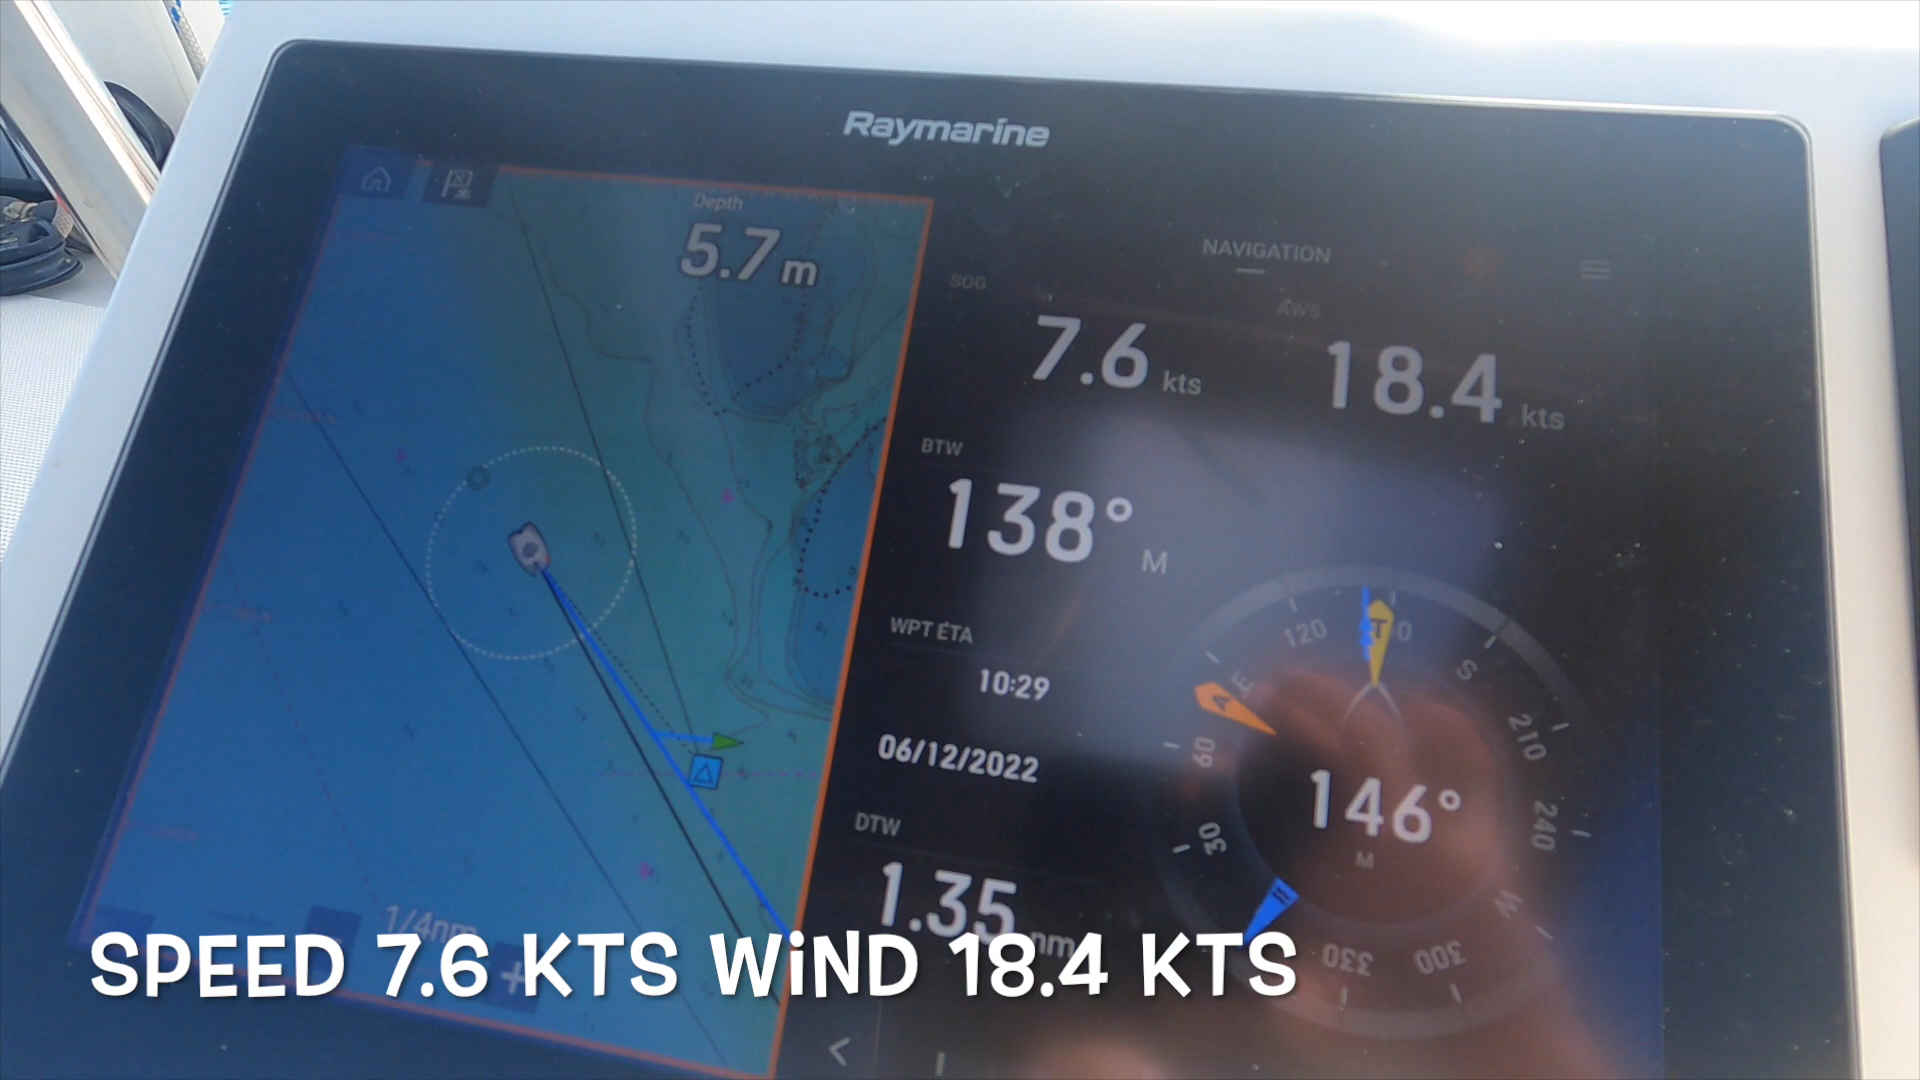 Raymarine
Depth
5.7 m
NAVIGATION
SOG
7.6 kts
AWS
18.4 kts
BTW
138° M
WPT ETA
10:29
06/12/2022
DTW
1.35 nm
120
S
E
T
A
210
60
146°
M
240
30
W
330
300
1/4nm
SPEED 7.6 KTS WiND 18.4 KTS